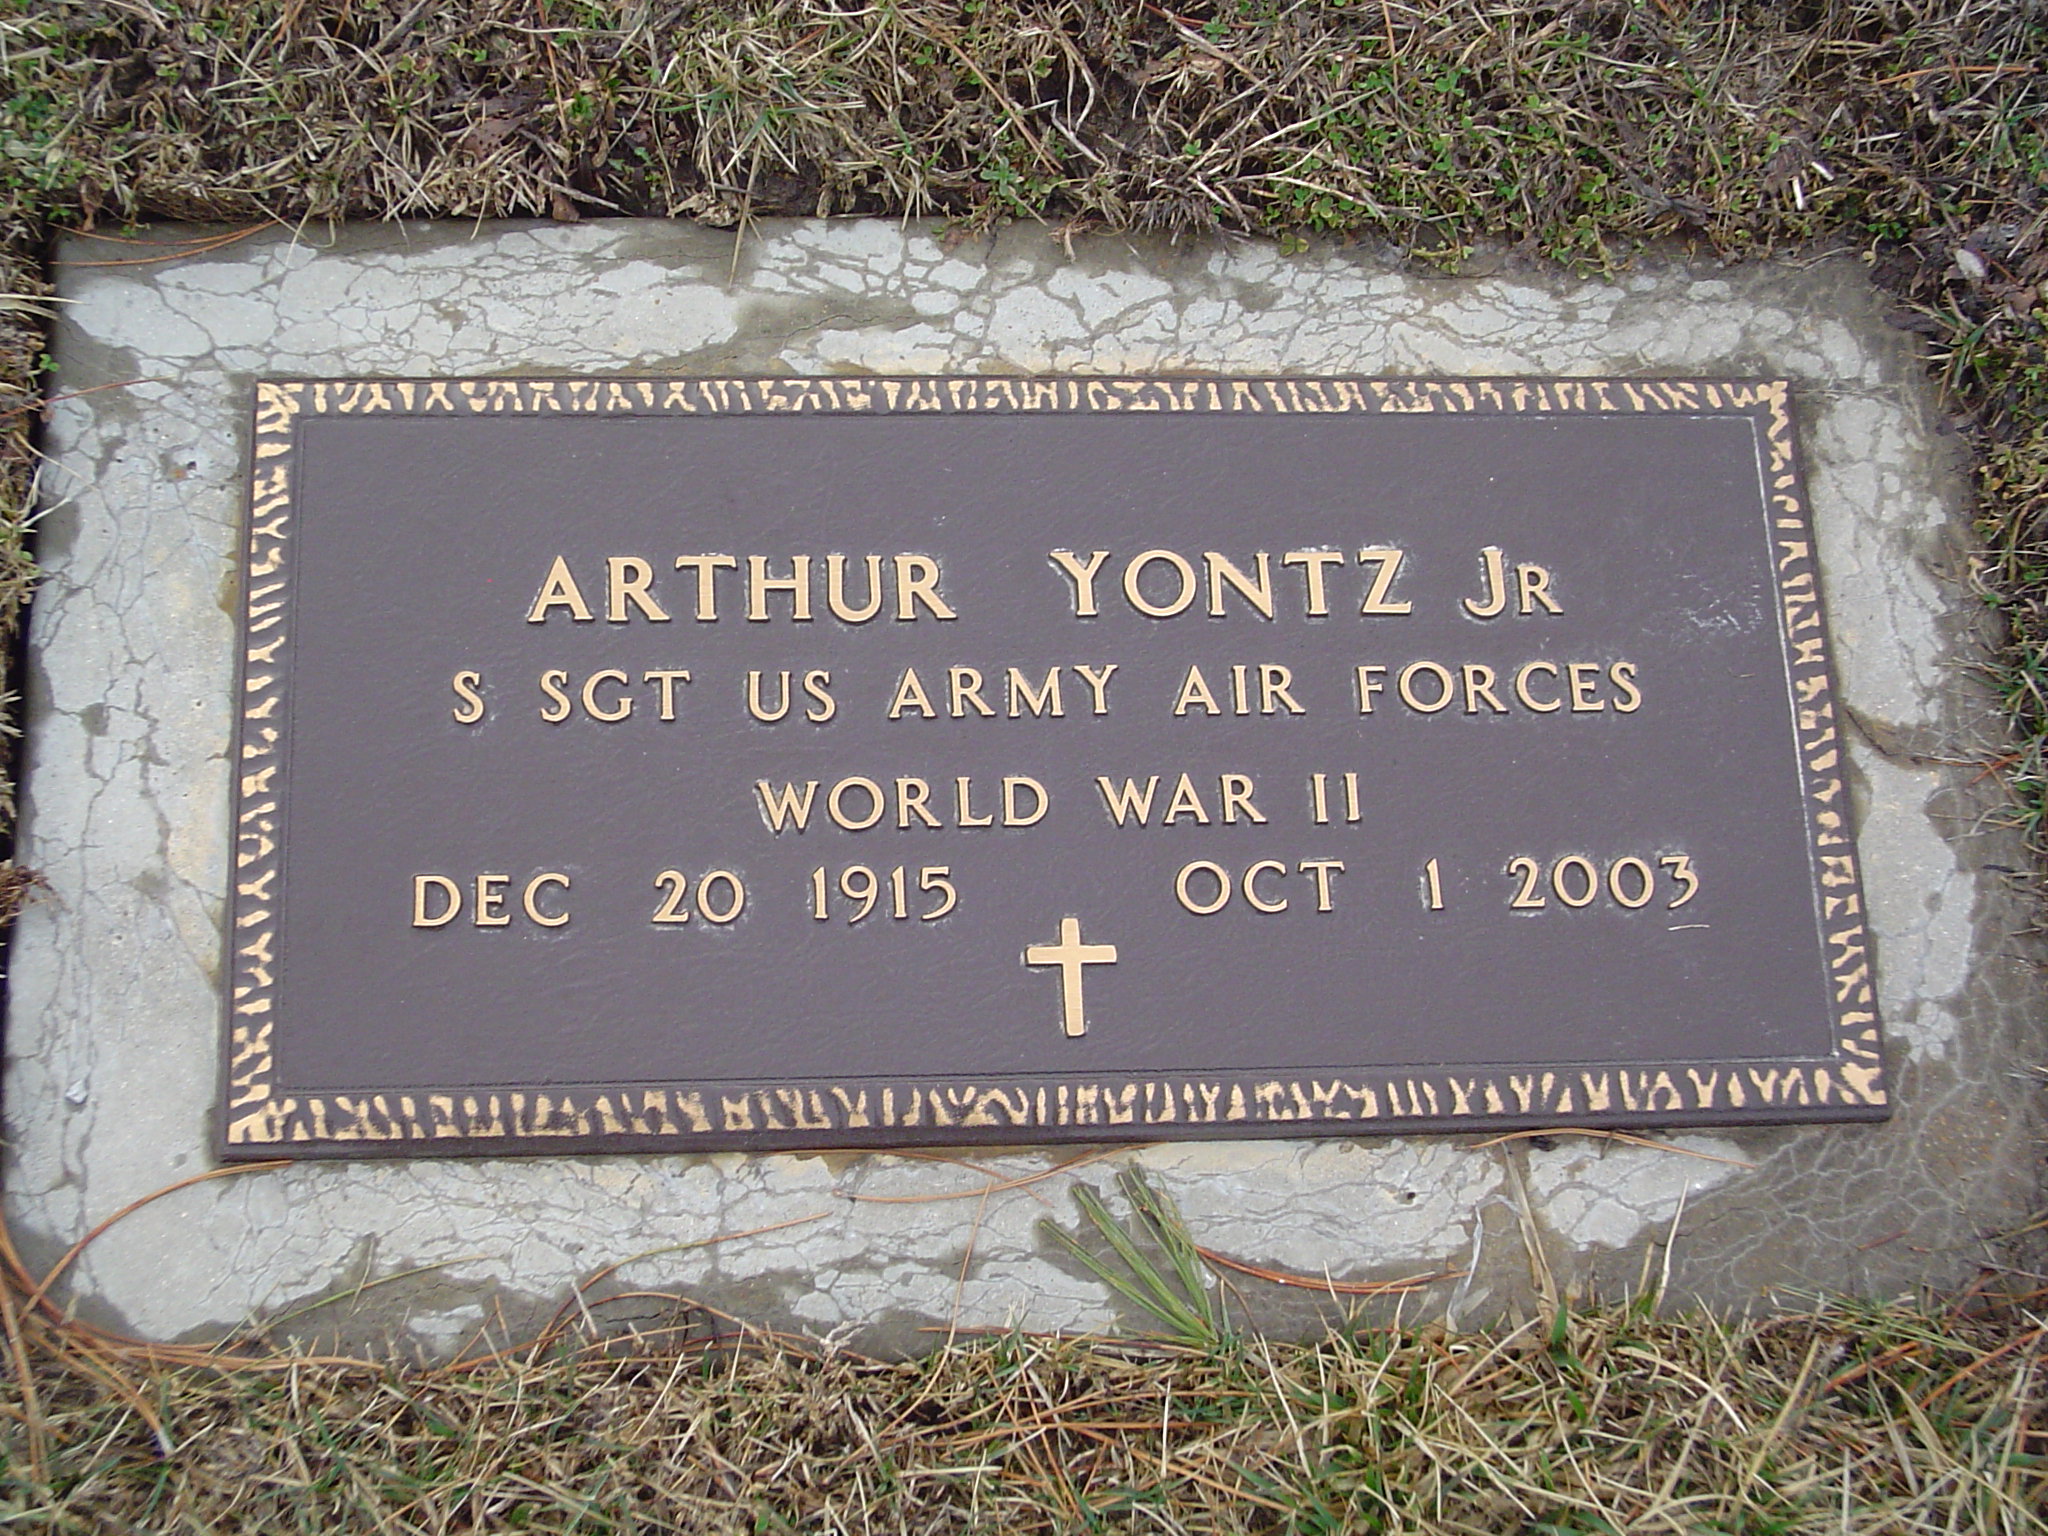 ARTHUR YONTZ JR
S SGT US ARMY AIR FORCES
WORLD WAR II
DEC 20 1915 OCT 1 2003